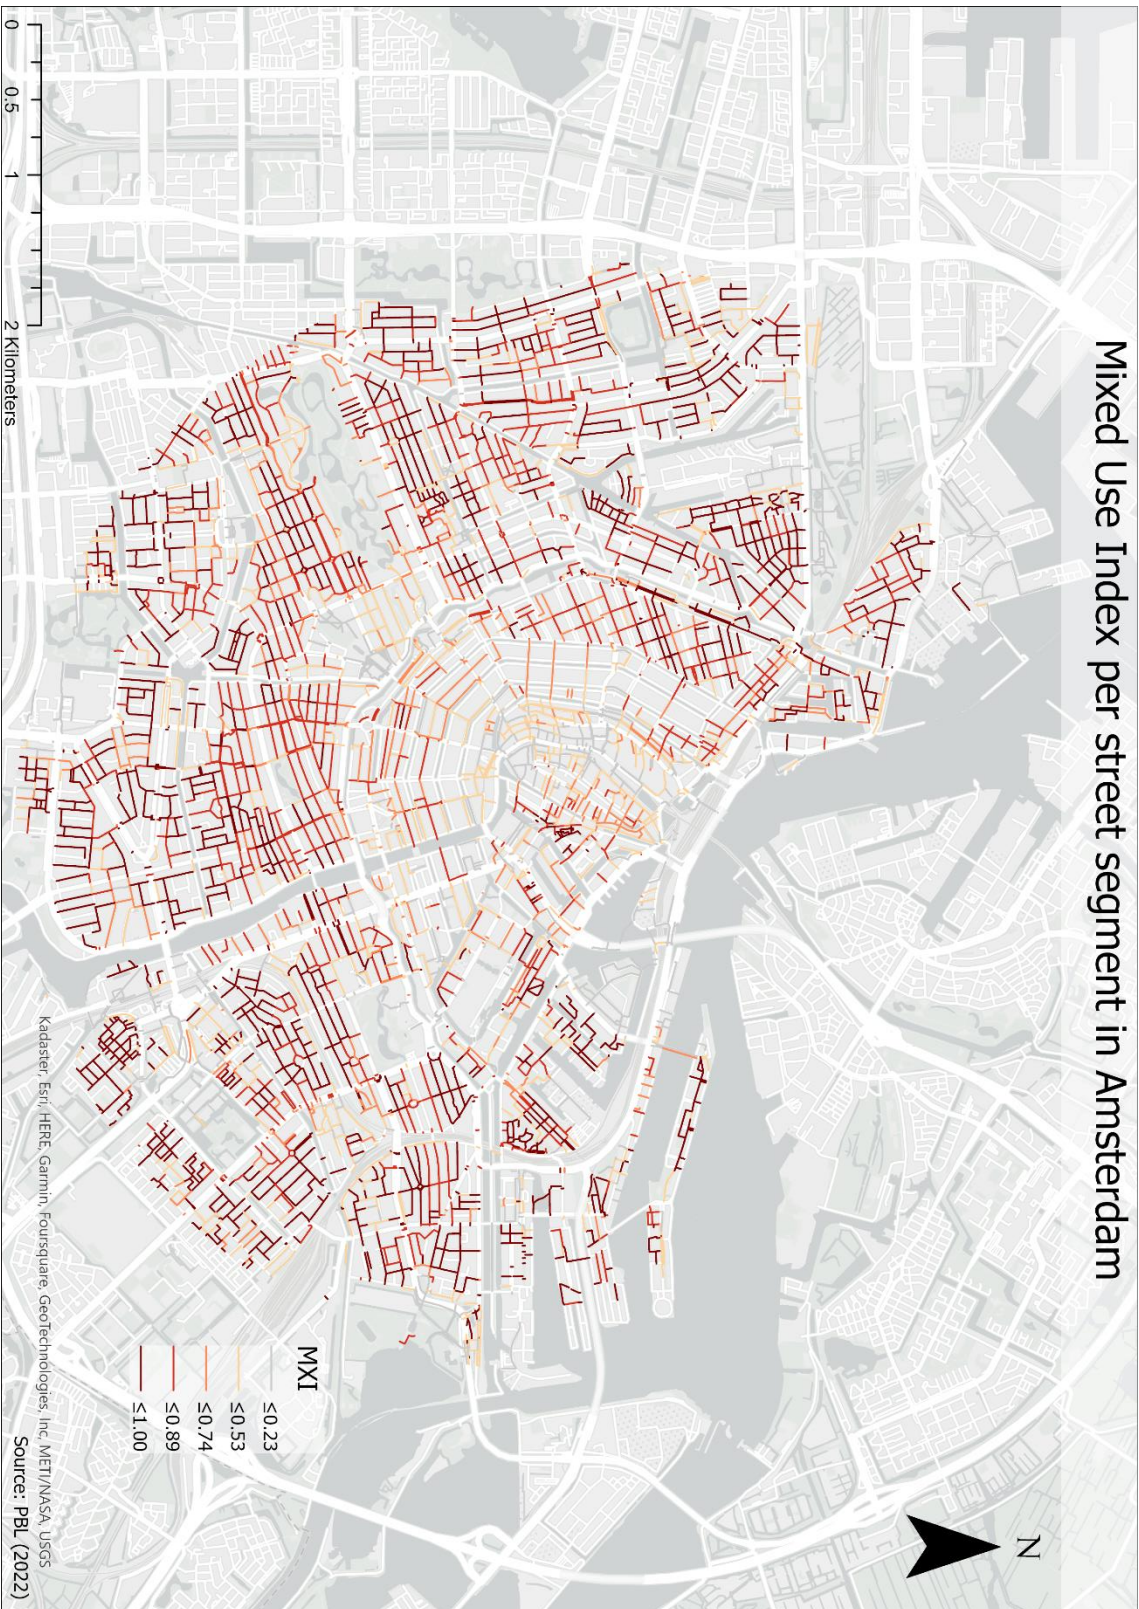 Mixed Use Index per street segment in Amsterdam
N
MXI
≤0.23
≤0.53
≤0.74
≤0.89
≤1.00
0 0.5 1 2 Kilometers
Kadaster, Esri, HERE, Garmin, Foursquare, GeoTechnologies, Inc, METI/NASA, USGS
Source: PBL (2022)